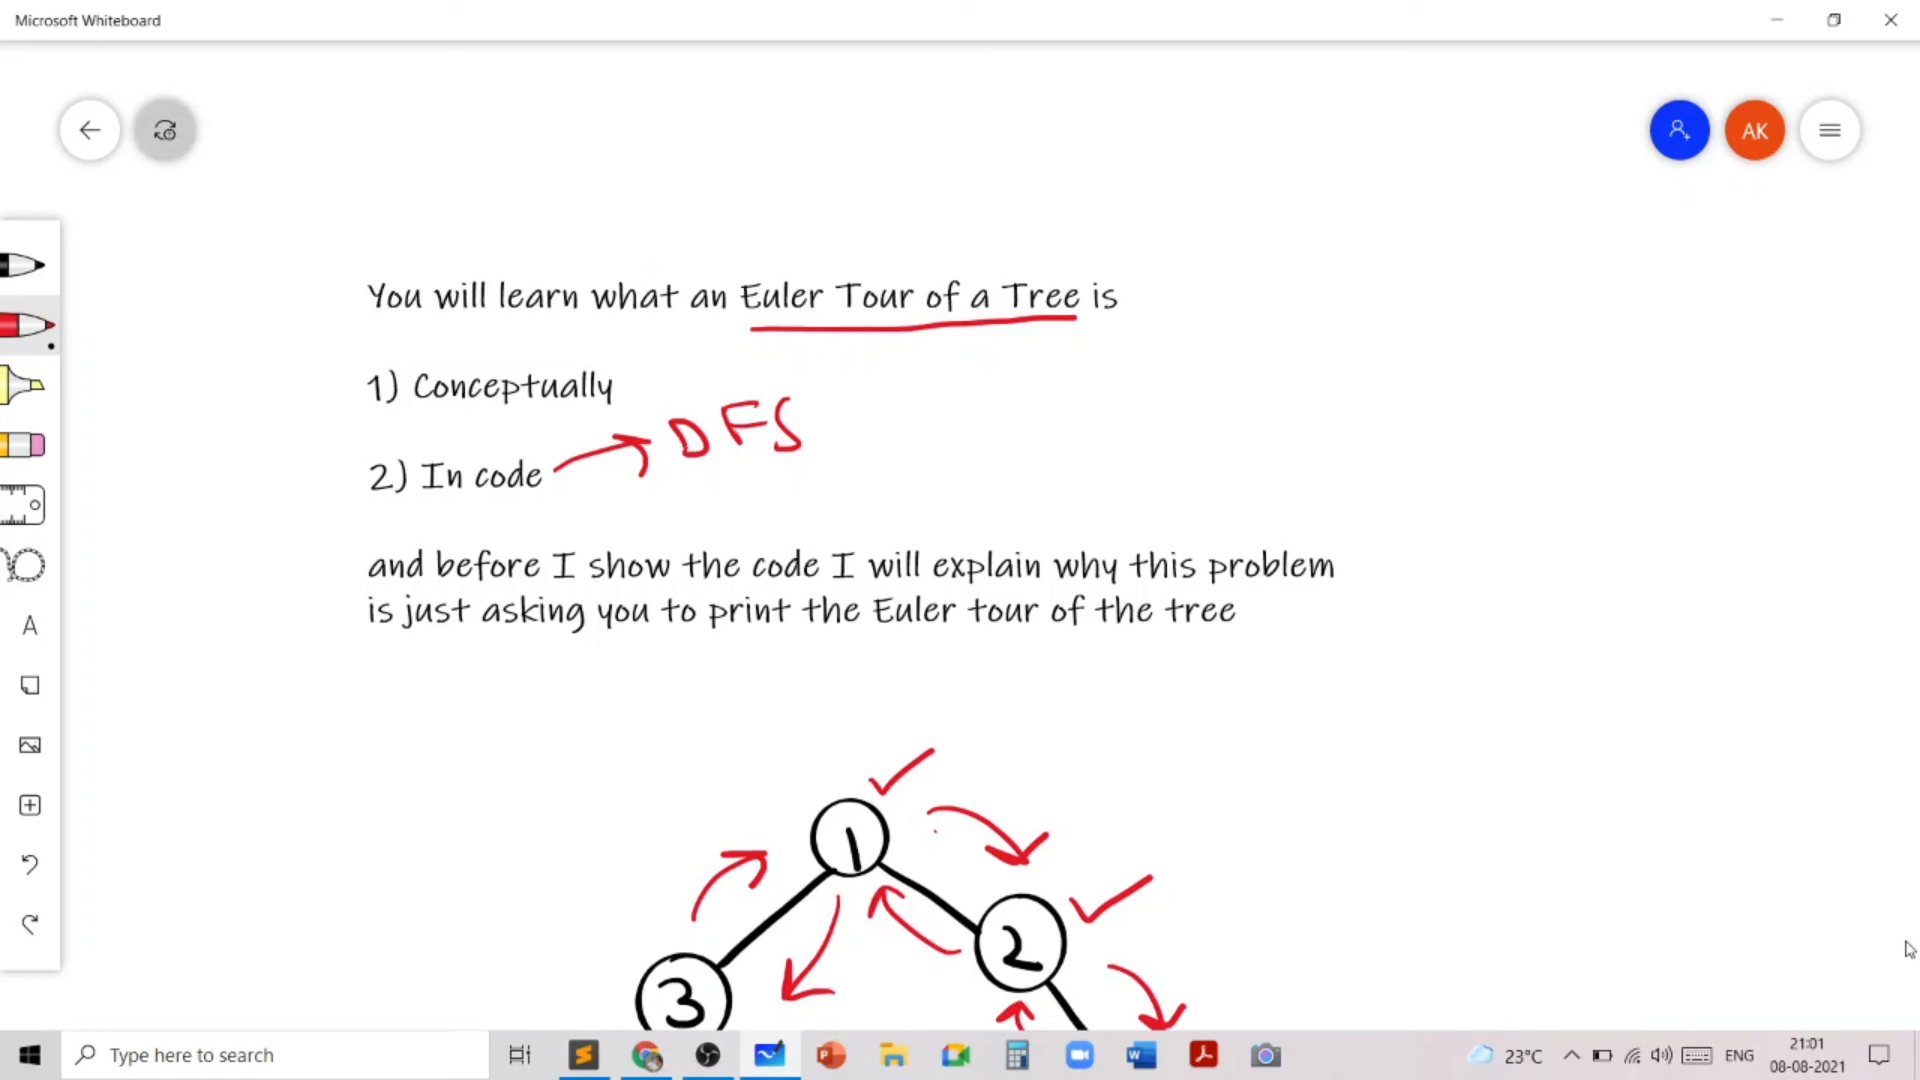 Microsoft Whiteboard
AK
You will learn what an Euler Tour of a Tree is
1) Conceptually
DFS
2) In code
and before I show the code I will explain why this problem
is just asking you to print the Euler tour of the tree
1
2
3
Type here to search
23°C
ENG
21:01
08-08-2021